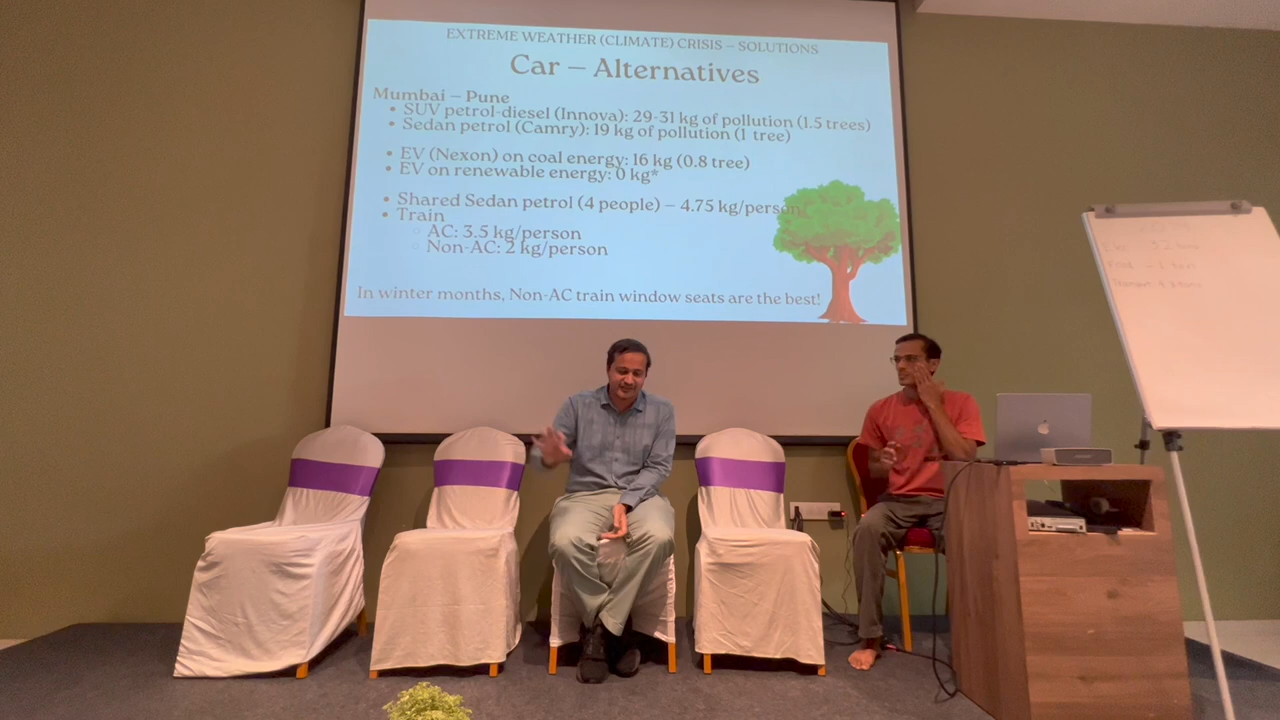 EXTREME WEATHER (CLIMATE) CRISIS – SOLUTIONS
Car – Alternatives
Mumbai – Pune
• SUV petrol-diesel (Innova): 29-31 kg of pollution (1.5 trees)
• Sedan petrol (Camry): 19 kg of pollution (1 tree)
• EV (Nexon) on coal energy: 16 kg (0.8 tree)
• EV on renewable energy: 0 kg*
• Shared Sedan petrol (4 people) – 4.75 kg/person
• Train
○ AC: 3.5 kg/person
○ Non-AC: 2 kg/person
In winter months, Non-AC train window seats are the best!